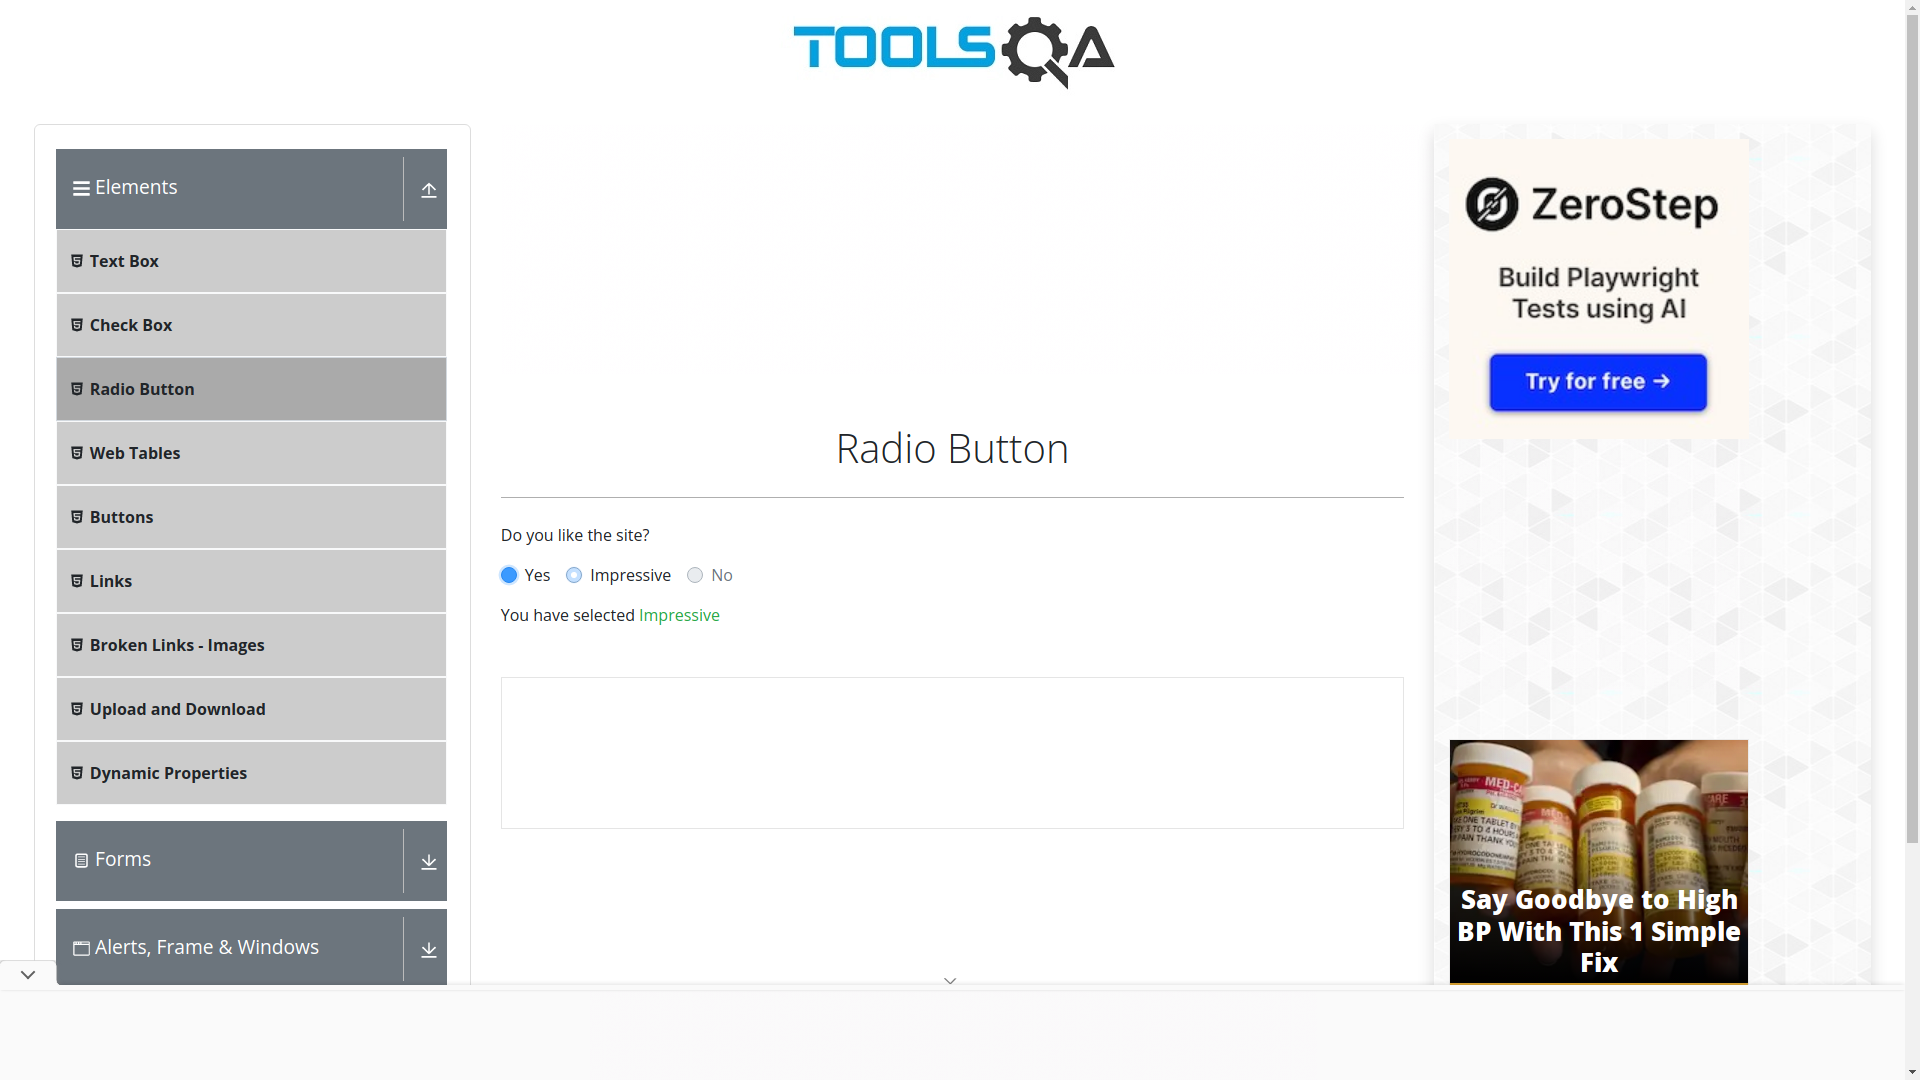 TOOLSQA
Elements
Text Box
Check Box
Radio Button
Web Tables
Buttons
Links
Broken Links - Images
Upload and Download
Dynamic Properties
Forms
Alerts, Frame & Windows
Radio Button
Do you like the site?
Yes
Impressive
No
You have selected Impressive
ZeroStep
Build Playwright
Tests using AI
Try for free →
Say Goodbye to High
BP With This 1 Simple
Fix